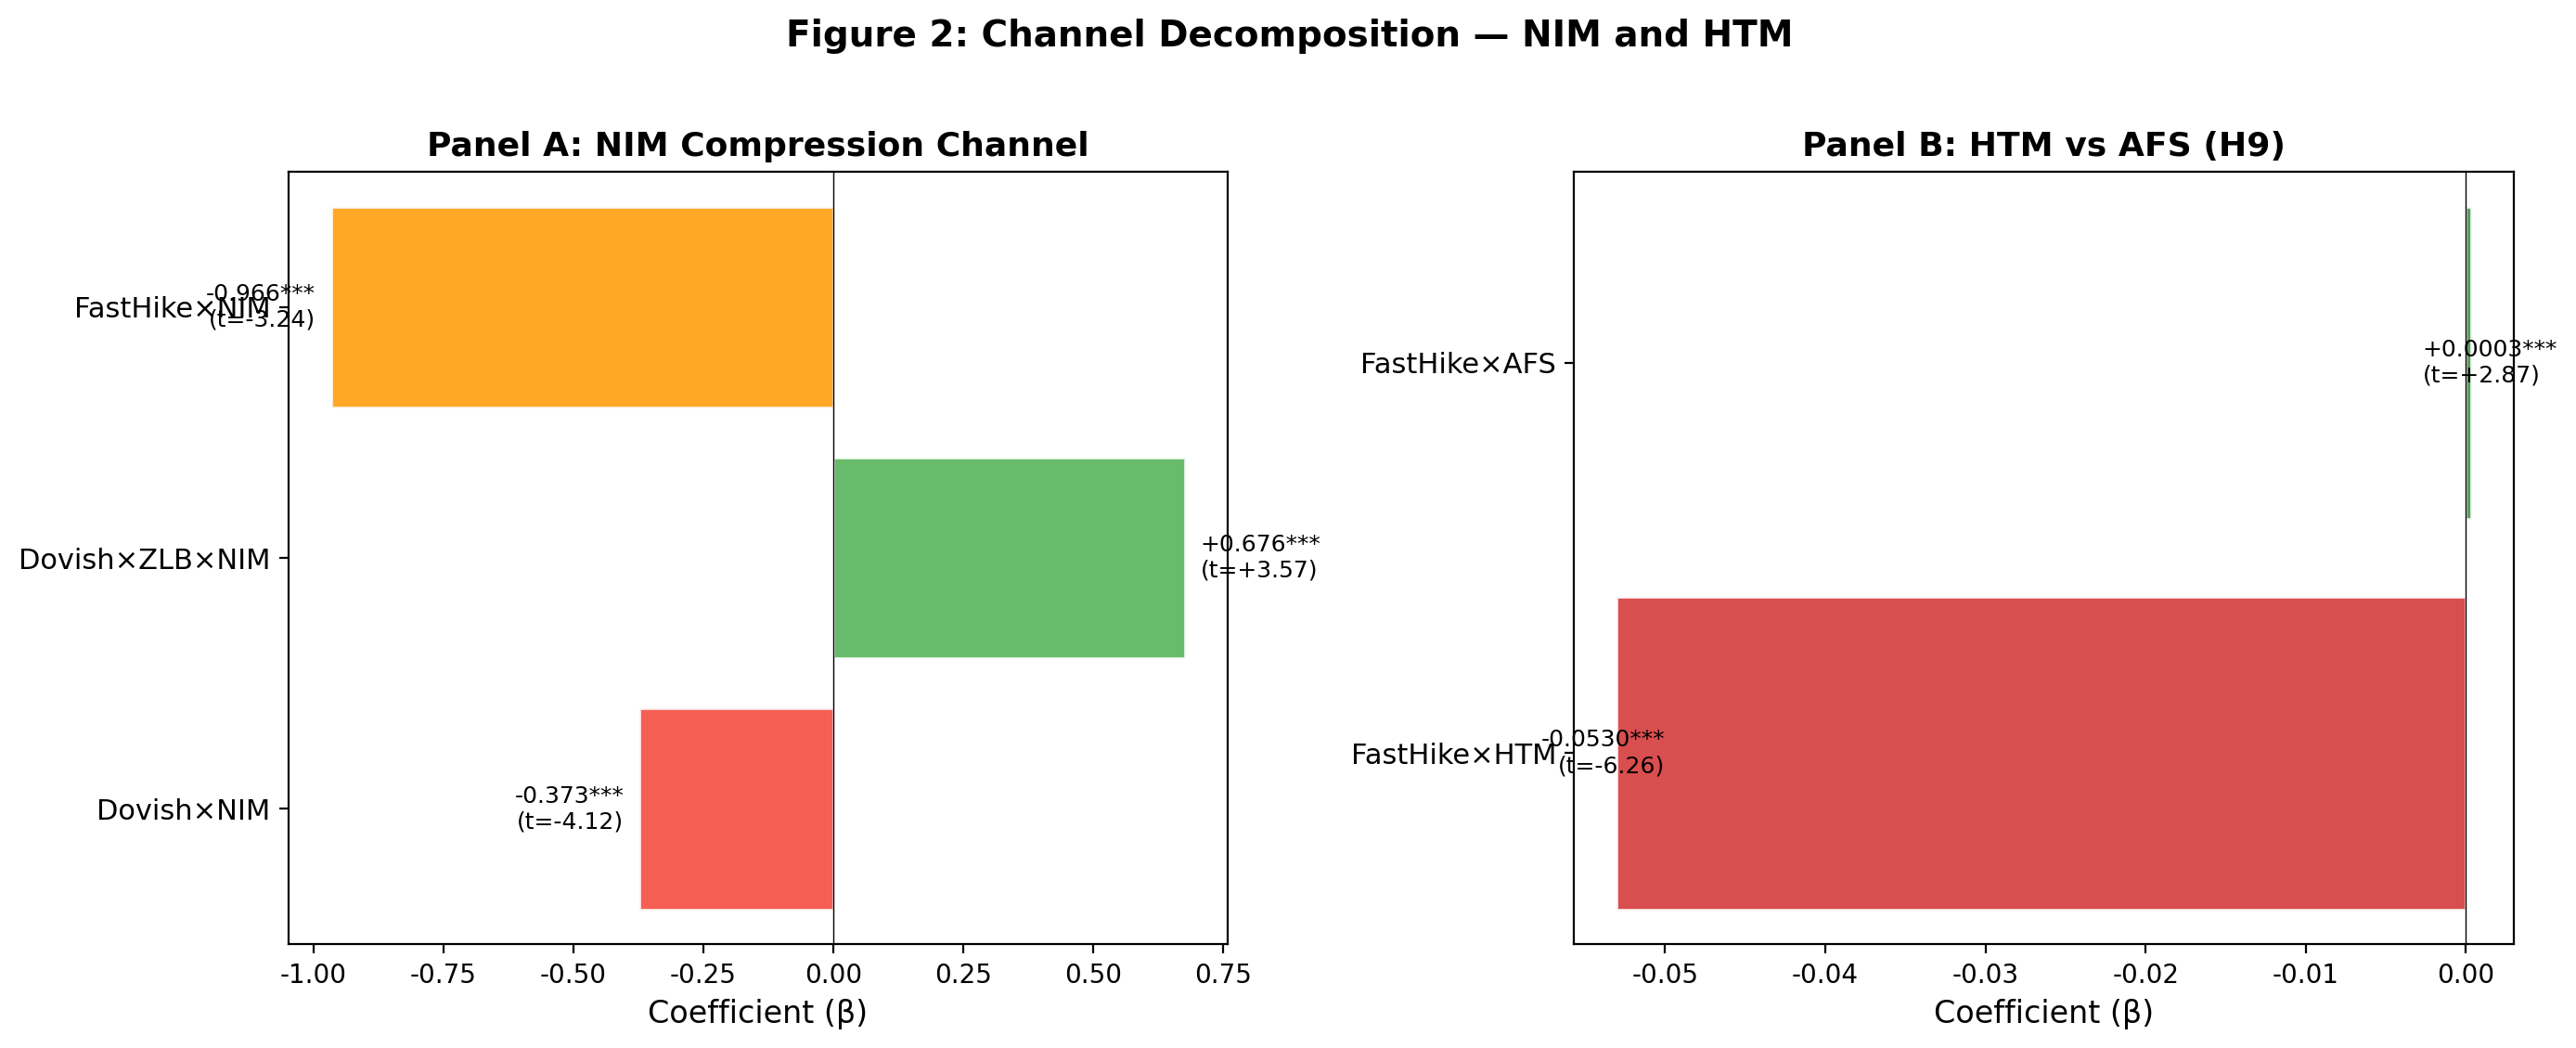 Figure 2: Channel Decomposition — NIM and HTM
Panel A: NIM Compression Channel
FastHike×NIM
-0.966***
(t=-3.24)
Dovish×ZLB×NIM
+0.676***
(t=+3.57)
Dovish×NIM
-0.373***
(t=-4.12)
-1.00 -0.75 -0.50 -0.25 0.00 0.25 0.50 0.75
Coefficient (β)
Panel B: HTM vs AFS (H9)
FastHike×AFS
+0.0003***
(t=+2.87)
FastHike×HTM
-0.0530***
(t=-6.26)
-0.05 -0.04 -0.03 -0.02 -0.01 0.00
Coefficient (β)